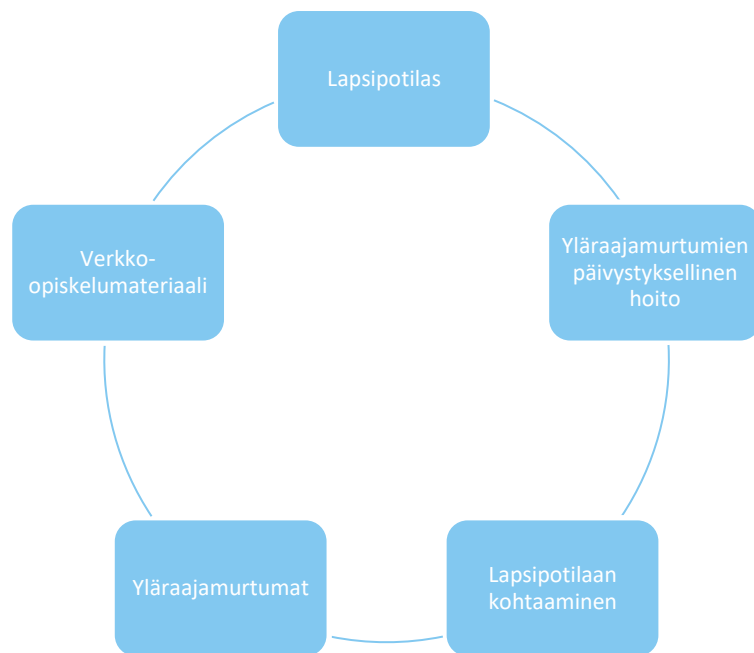 Lapsipotilas
Yläraajamurtumien
päivystyksellinen
hoito
Lapsipotilaan
kohtaaminen
Yläraajamurtumat
Verkko-
opiskelumateriaali